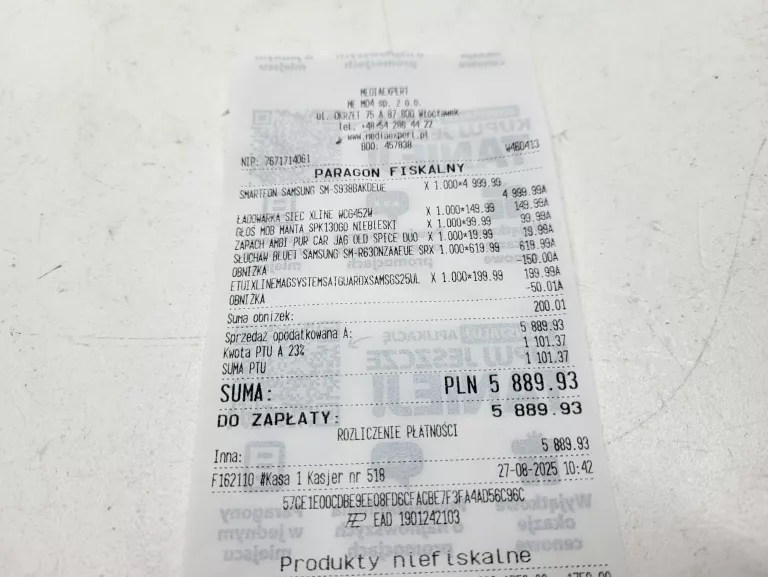 MEDIAEXPERT
ME M04 sp. z o.o.
ul. OKRZEI 75 A 87-800 Włocławek
tel. +48 54 206 44 22
www.mediaexpert.pl
BDO: 457838
NIP: 7671714061 W460413
PARAGON FISKALNY
SMARTFON SAMSUNG SM-S938BAKDEUE X 1.000*4 999.99
4 999.99A
ŁADOWARKA SIEC XLINE WCG452W X 1.000*149.99 149.99A
GŁOS MOB MANTA SPK130GO NIEBIESKI X 1.000*99.99 99.99A
ZAPACH AMBI PUR CAR JAG OLD SPICE DUO X 1.000*19.99 19.99A
SŁUCHAW BLUET SAMSUNG SM-R630NZAAEUE SRX 1.000*619.99 619.99A
OBNIŻKA -150.00A
ETUIXLINEMAGSYSTEMSATGUARDXSAMSGS25UL X 1.000*199.99 199.99A
OBNIŻKA -50.01A
Suma obniżek: 200.01
Sprzedaż opodatkowana A: 5 889.93
Kwota PTU A 23% 1 101.37
SUMA PTU 1 101.37
SUMA: PLN 5 889.93
DO ZAPŁATY: 5 889.93
ROZLICZENIE PŁATNOŚCI
Inna: 5 889.93
F162110 #Kasa 1 Kasjer nr 518 27-08-2025 10:42
57CE1E00CDBE9EE08FD6CFACBE7F3FA4AD56C96C
EAD 1901242103
Produkty niefiskalne